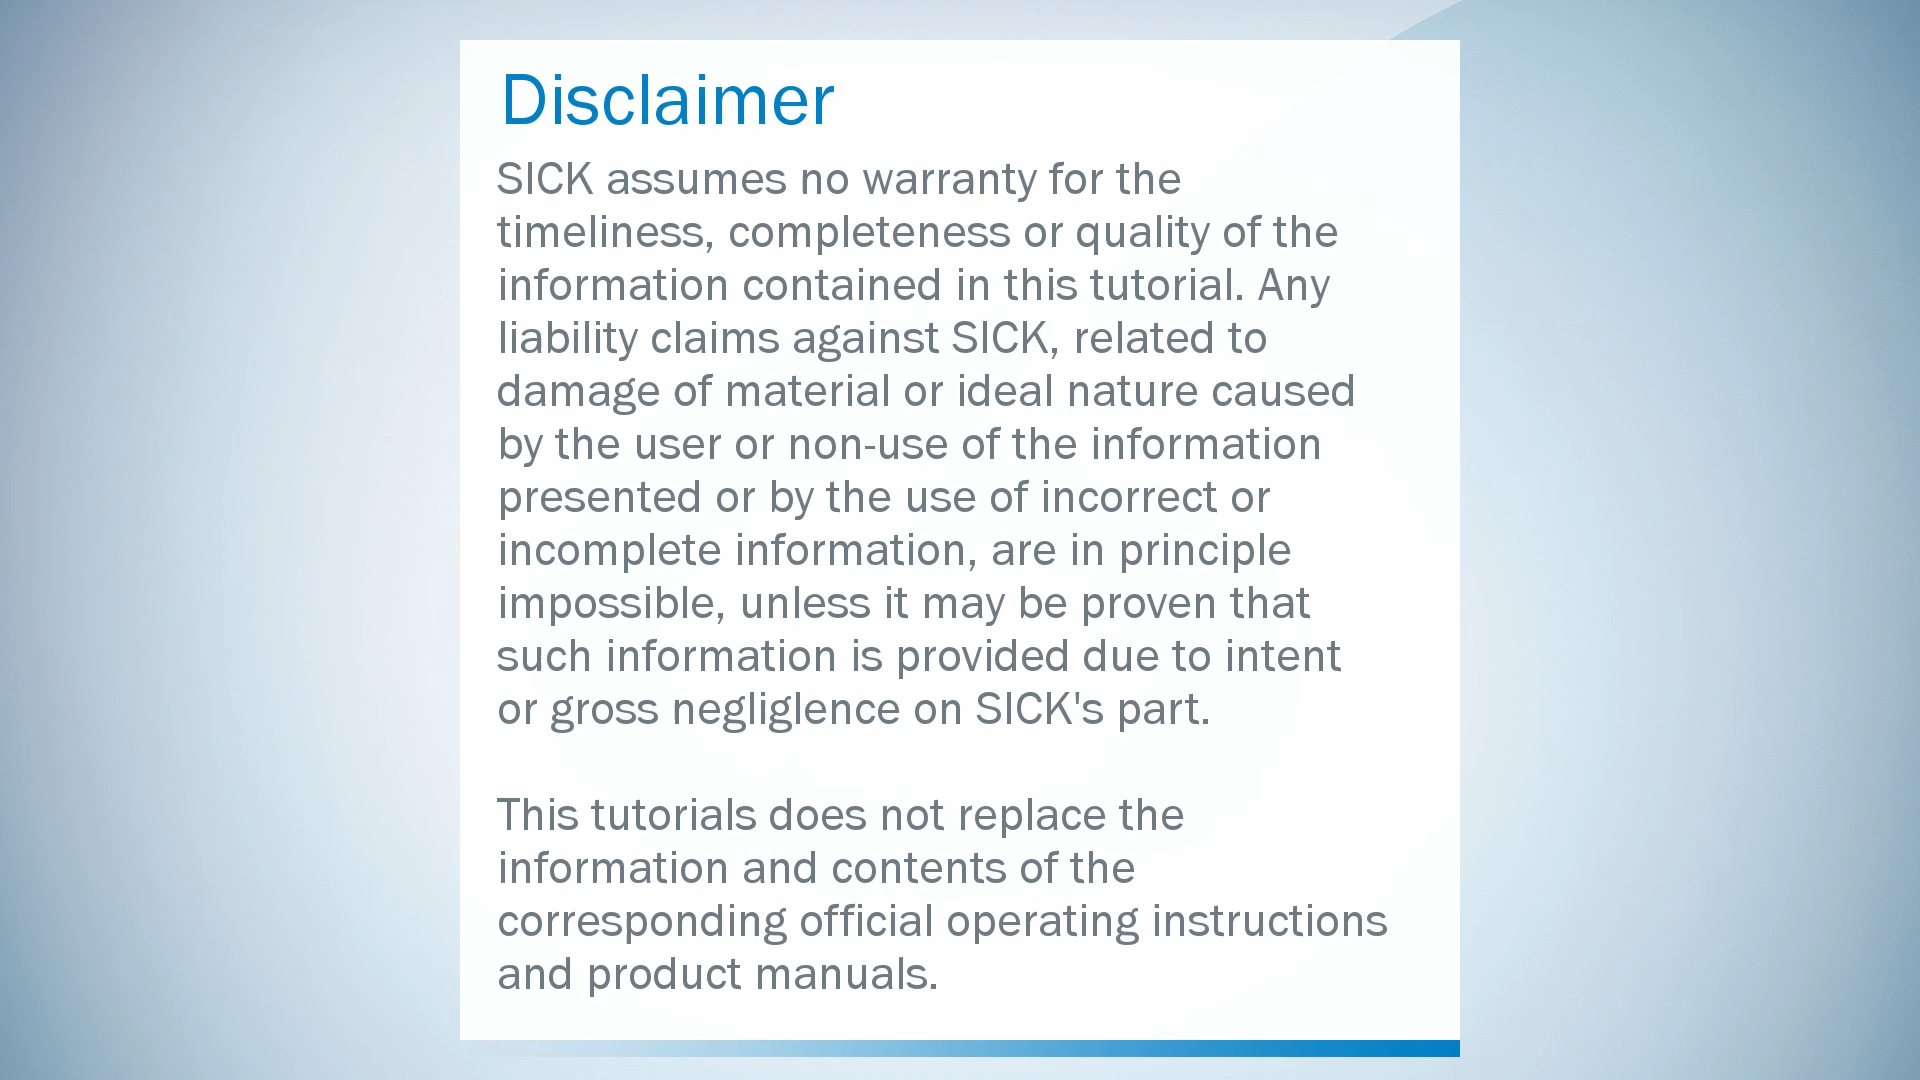 Disclaimer
SICK assumes no warranty for the
timeliness, completeness or quality of the
information contained in this tutorial. Any
liability claims against SICK, related to
damage of material or ideal nature caused
by the user or non-use of the information
presented or by the use of incorrect or
incomplete information, are in principle
impossible, unless it may be proven that
such information is provided due to intent
or gross negliglence on SICK's part.
This tutorials does not replace the
information and contents of the
corresponding official operating instructions
and product manuals.